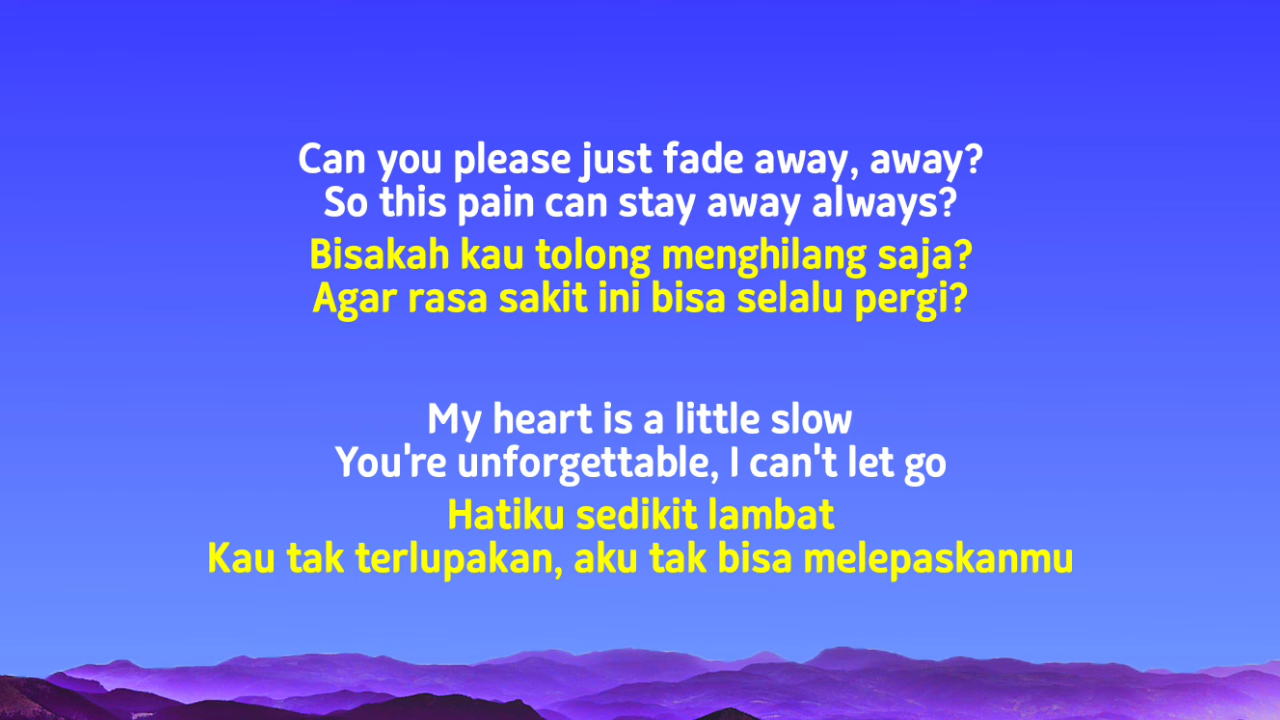 Can you please just fade away, away?
So this pain can stay away always?
Bisakah kau tolong menghilang saja?
Agar rasa sakit ini bisa selalu pergi?
My heart is a little slow
You're unforgettable, I can't let go
Hatiku sedikit lambat
Kau tak terlupakan, aku tak bisa melepaskanmu